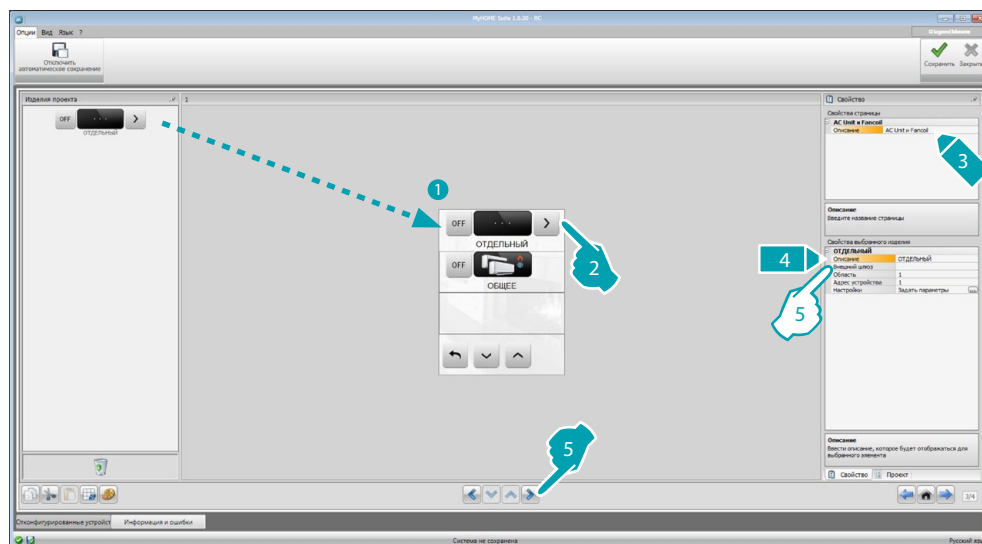 MyHOME Suite 1.0.30 - BC
Опции Вид Язык ?
Отключить
автоматическое сохранение
Сохранить Закрыть
Изделия проекта
1
OFF
ОТДЕЛЬНЫЙ
1
OFF
ОТДЕЛЬНЫЙ
OFF
ОБЩЕЕ
2
5
Свойство
Свойства страницы
AC Unit и Fancoil
Описание AC Unit и Fancoil
3
Описание
Введите название страницы
Свойства выбранного изделия
ОТДЕЛЬНЫЙ
4
Описание ОТДЕЛЬНЫЙ
Внешний шлюз
Область 1
Адрес устройства 1
Настройки Задать параметры ...
5
Описание
Ввести описание, которое будет отображаться для
выбранного элемента
Свойство Проект
3/4
Отконфигурированные устройст Информация и ошибки
Система не сохранена
Русский язы